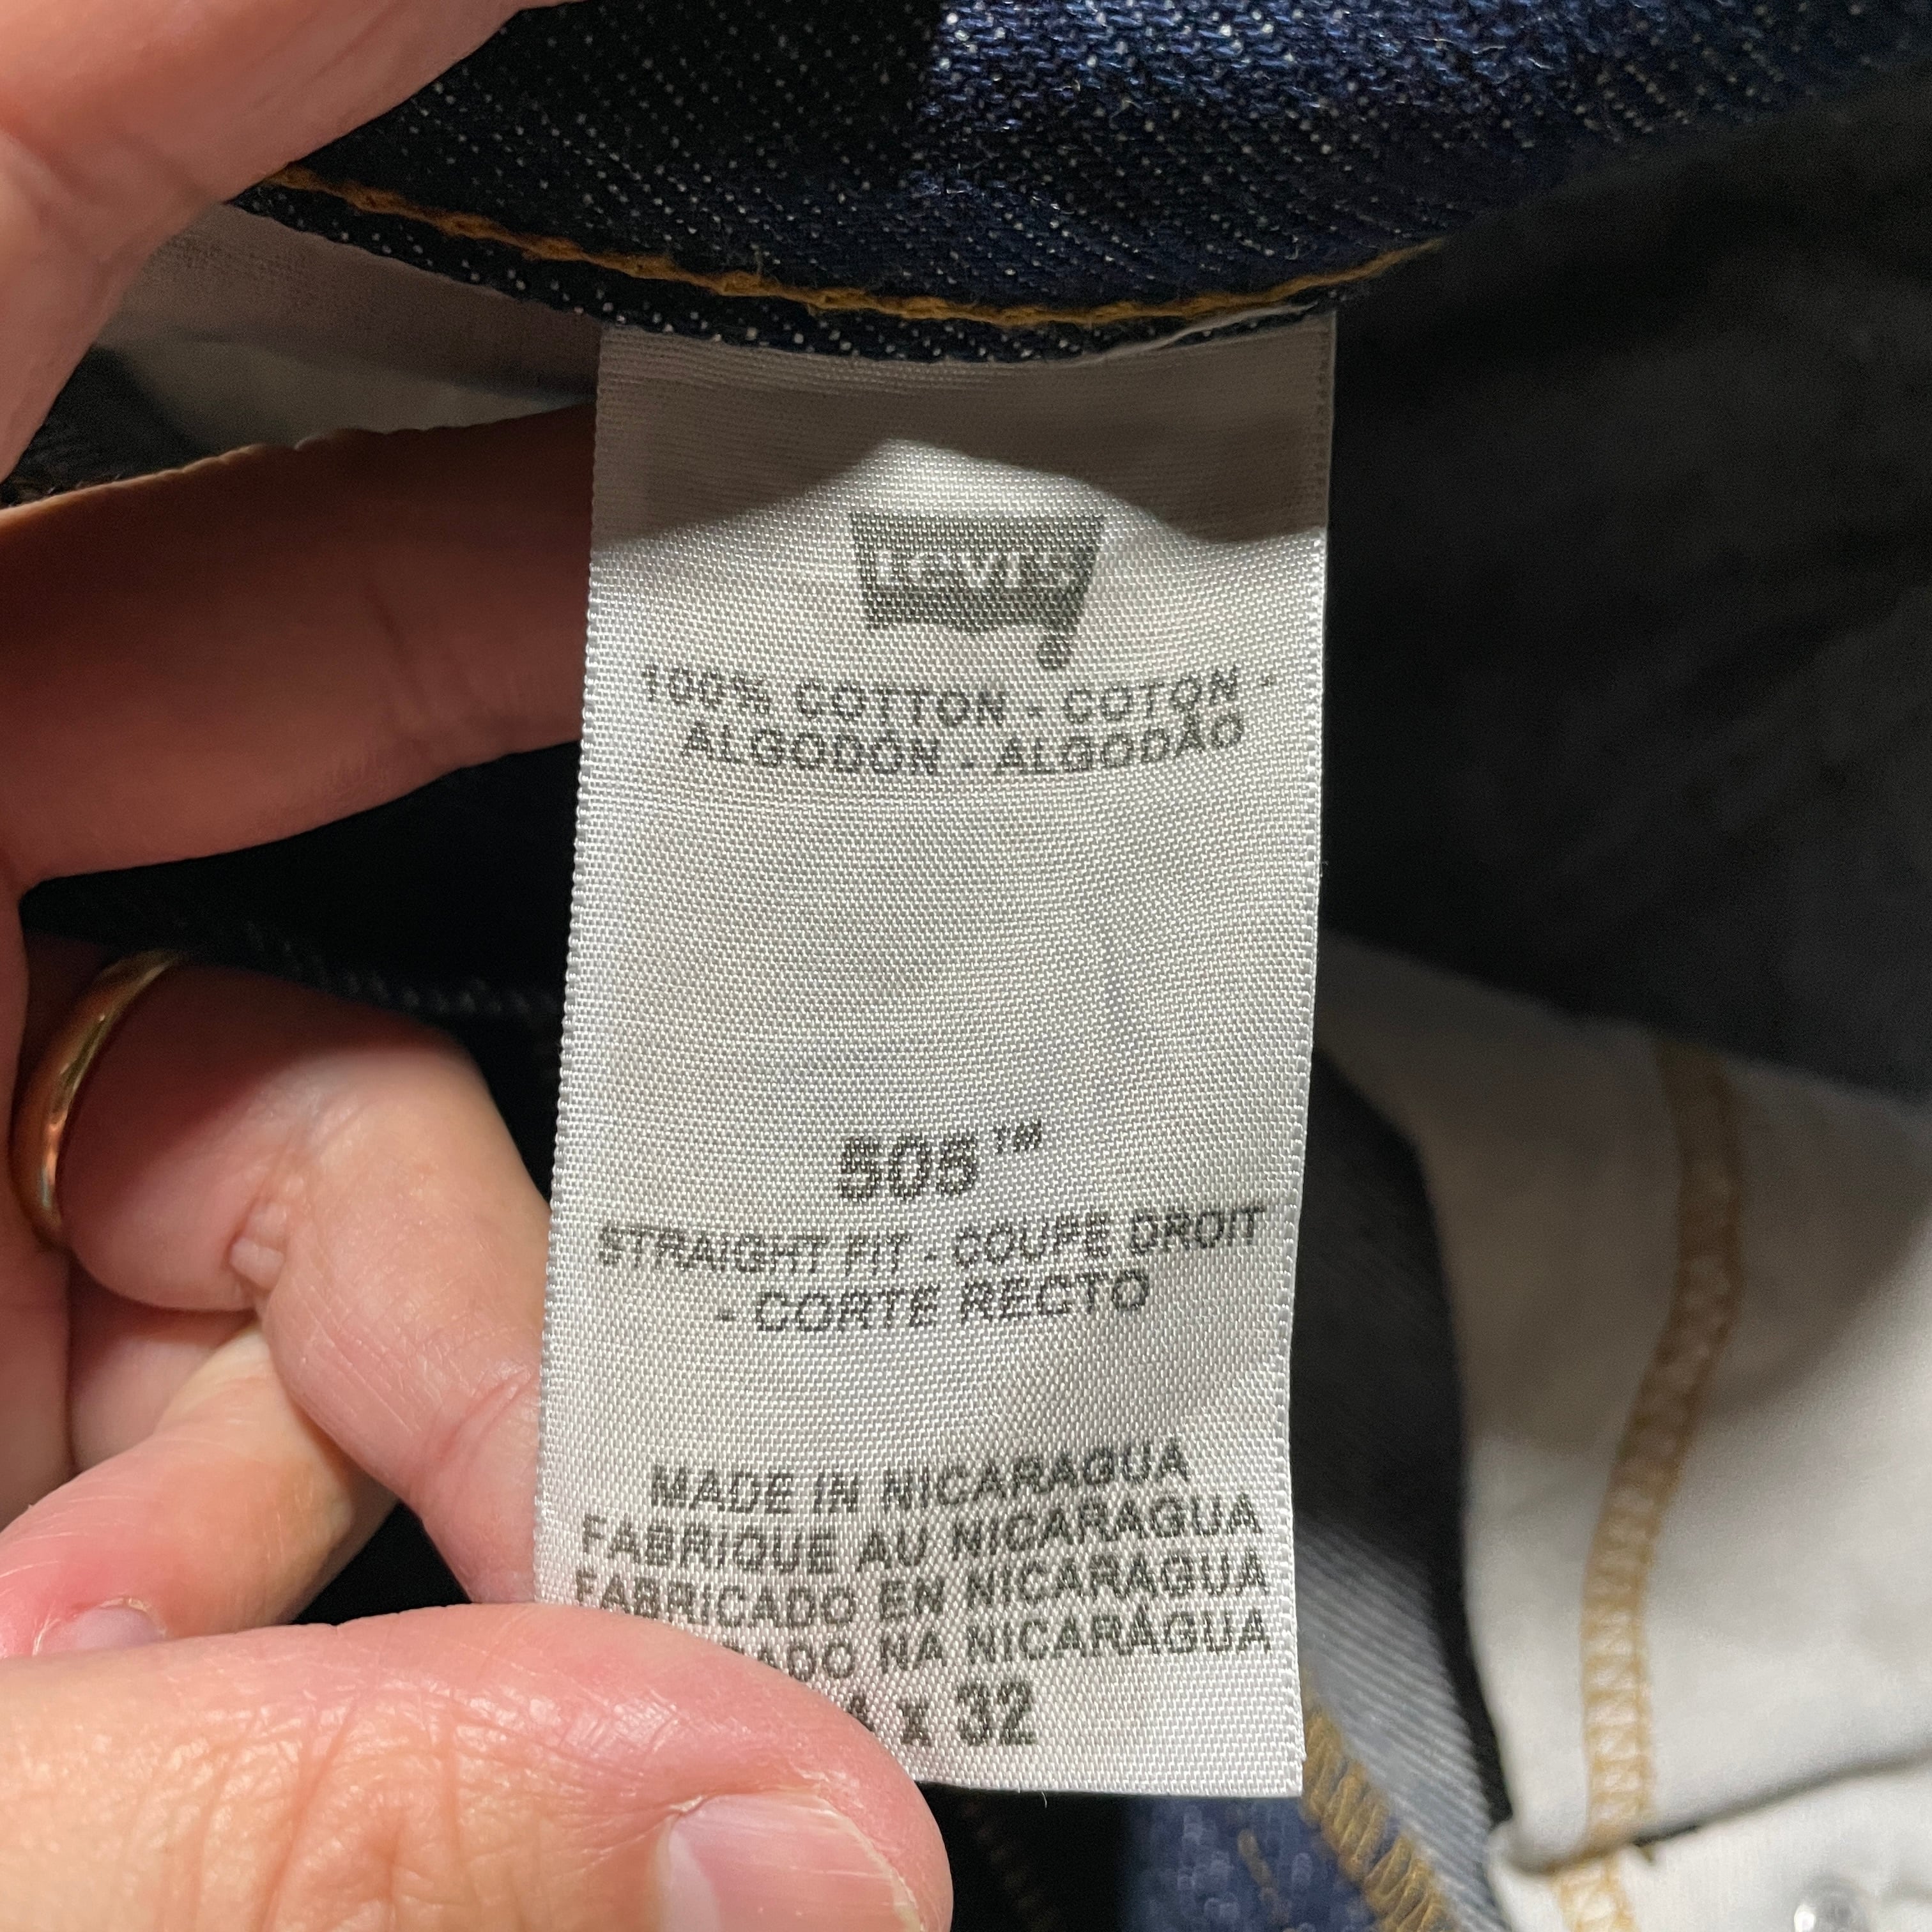 LEVI'S
100% COTTON - COTON -
ALGODÓN - ALGODÃO
505™
STRAIGHT FIT - COUPE DROIT
- CORTE RECTO
MADE IN NICARAGUA
FABRIQUE AU NICARAGUA
FABRICADO EN NICARAGUA
NA NICARÁGUA
x 32